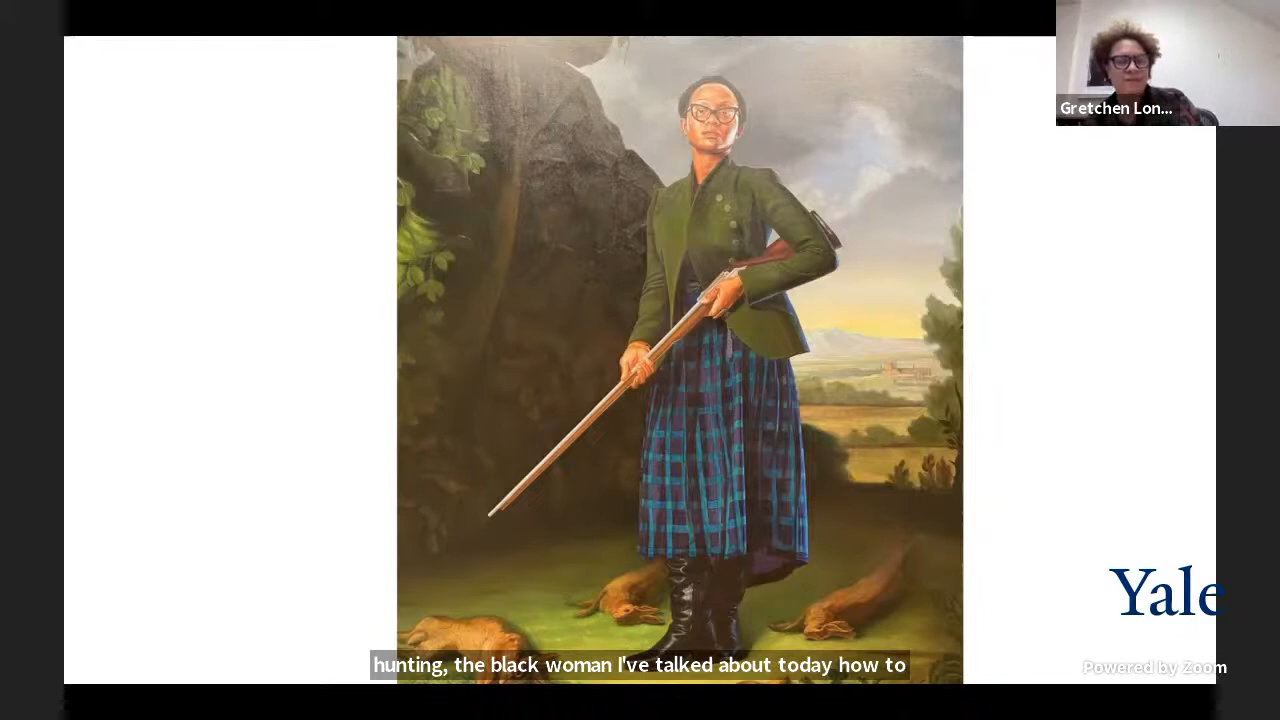 Gretchen Lon...
Yale
hunting, the black woman I've talked about today how to
Powered by Zoom